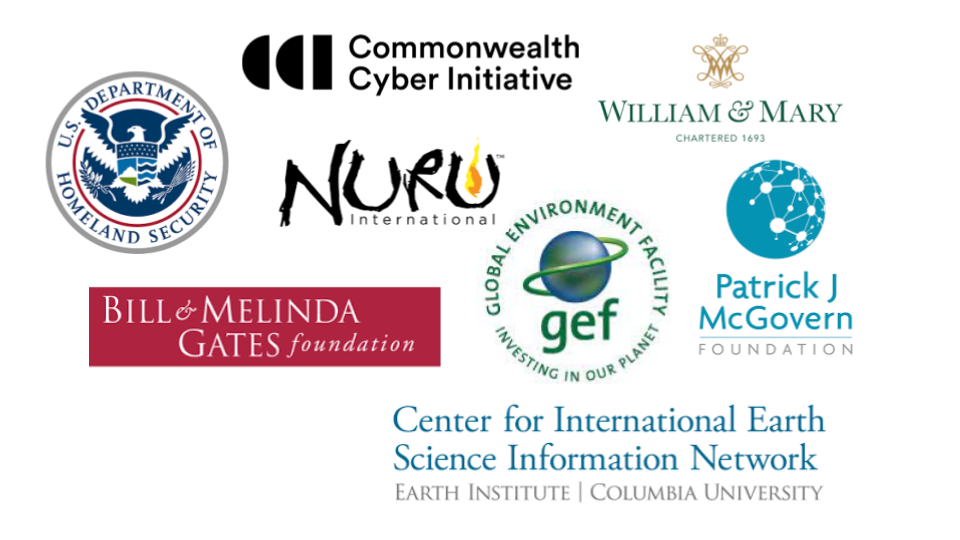 Commonwealth
Cyber Initiative
WILLIAM & MARY
CHARTERED 1693
U.S. DEPARTMENT OF
HOMELAND SECURITY
NURU™
International
GLOBAL ENVIRONMENT FACILITY
gef
INVESTING IN OUR PLANET
Patrick J
McGovern
FOUNDATION
BILL & MELINDA
GATES foundation
Center for International Earth
Science Information Network
EARTH INSTITUTE | COLUMBIA UNIVERSITY